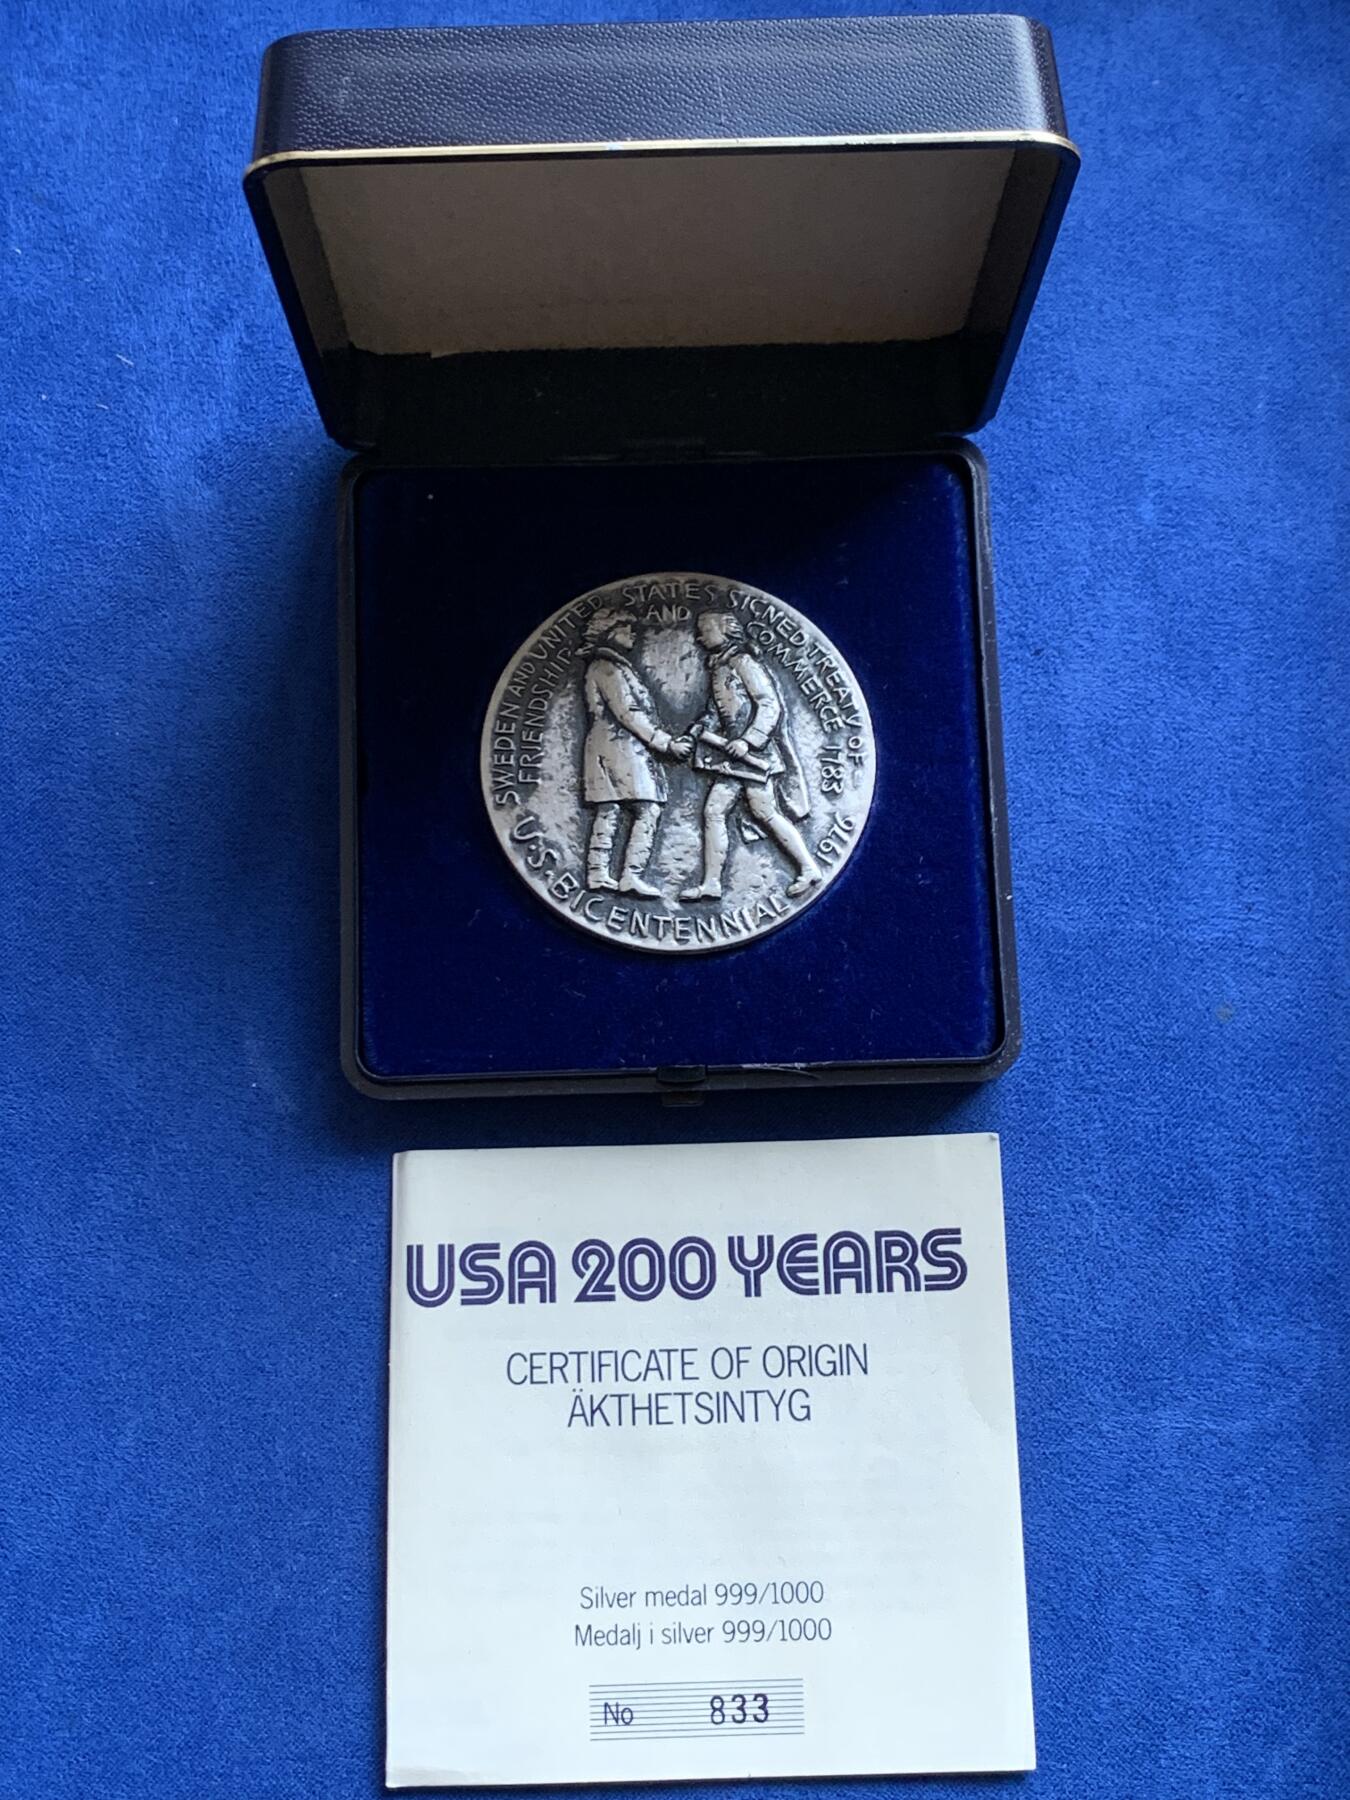 SWEDEN AND UNITED STATES SIGNED TREATY OF
FRIENDSHIP AND COMMERCE 1783
U·S·BICENTENNIAL 1976
USA 200 YEARS
CERTIFICATE OF ORIGIN
ÄKTHETSINTYG
Silver medal 999/1000
Medalj i silver 999/1000
No 833